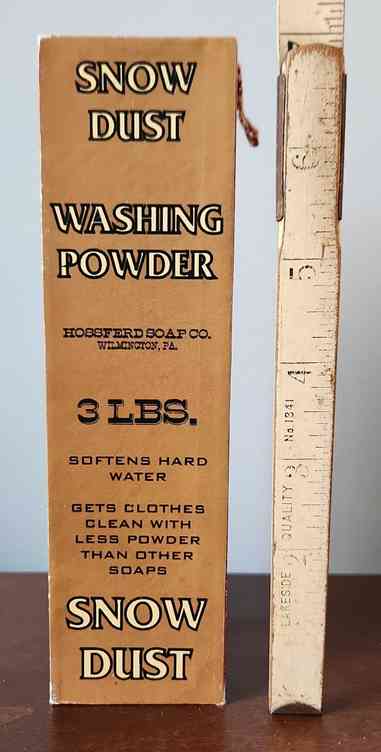 SNOW
DUST
WASHING
POWDER
HOSSFERD SOAP CO.
WILMINGTON, PA.
3 LBS.
SOFTENS HARD
WATER
GETS CLOTHES
CLEAN WITH
LESS POWDER
THAN OTHER
SOAPS
SNOW
DUST
6
5
4
3
2
LAKESIDE QUALITY No. 1341